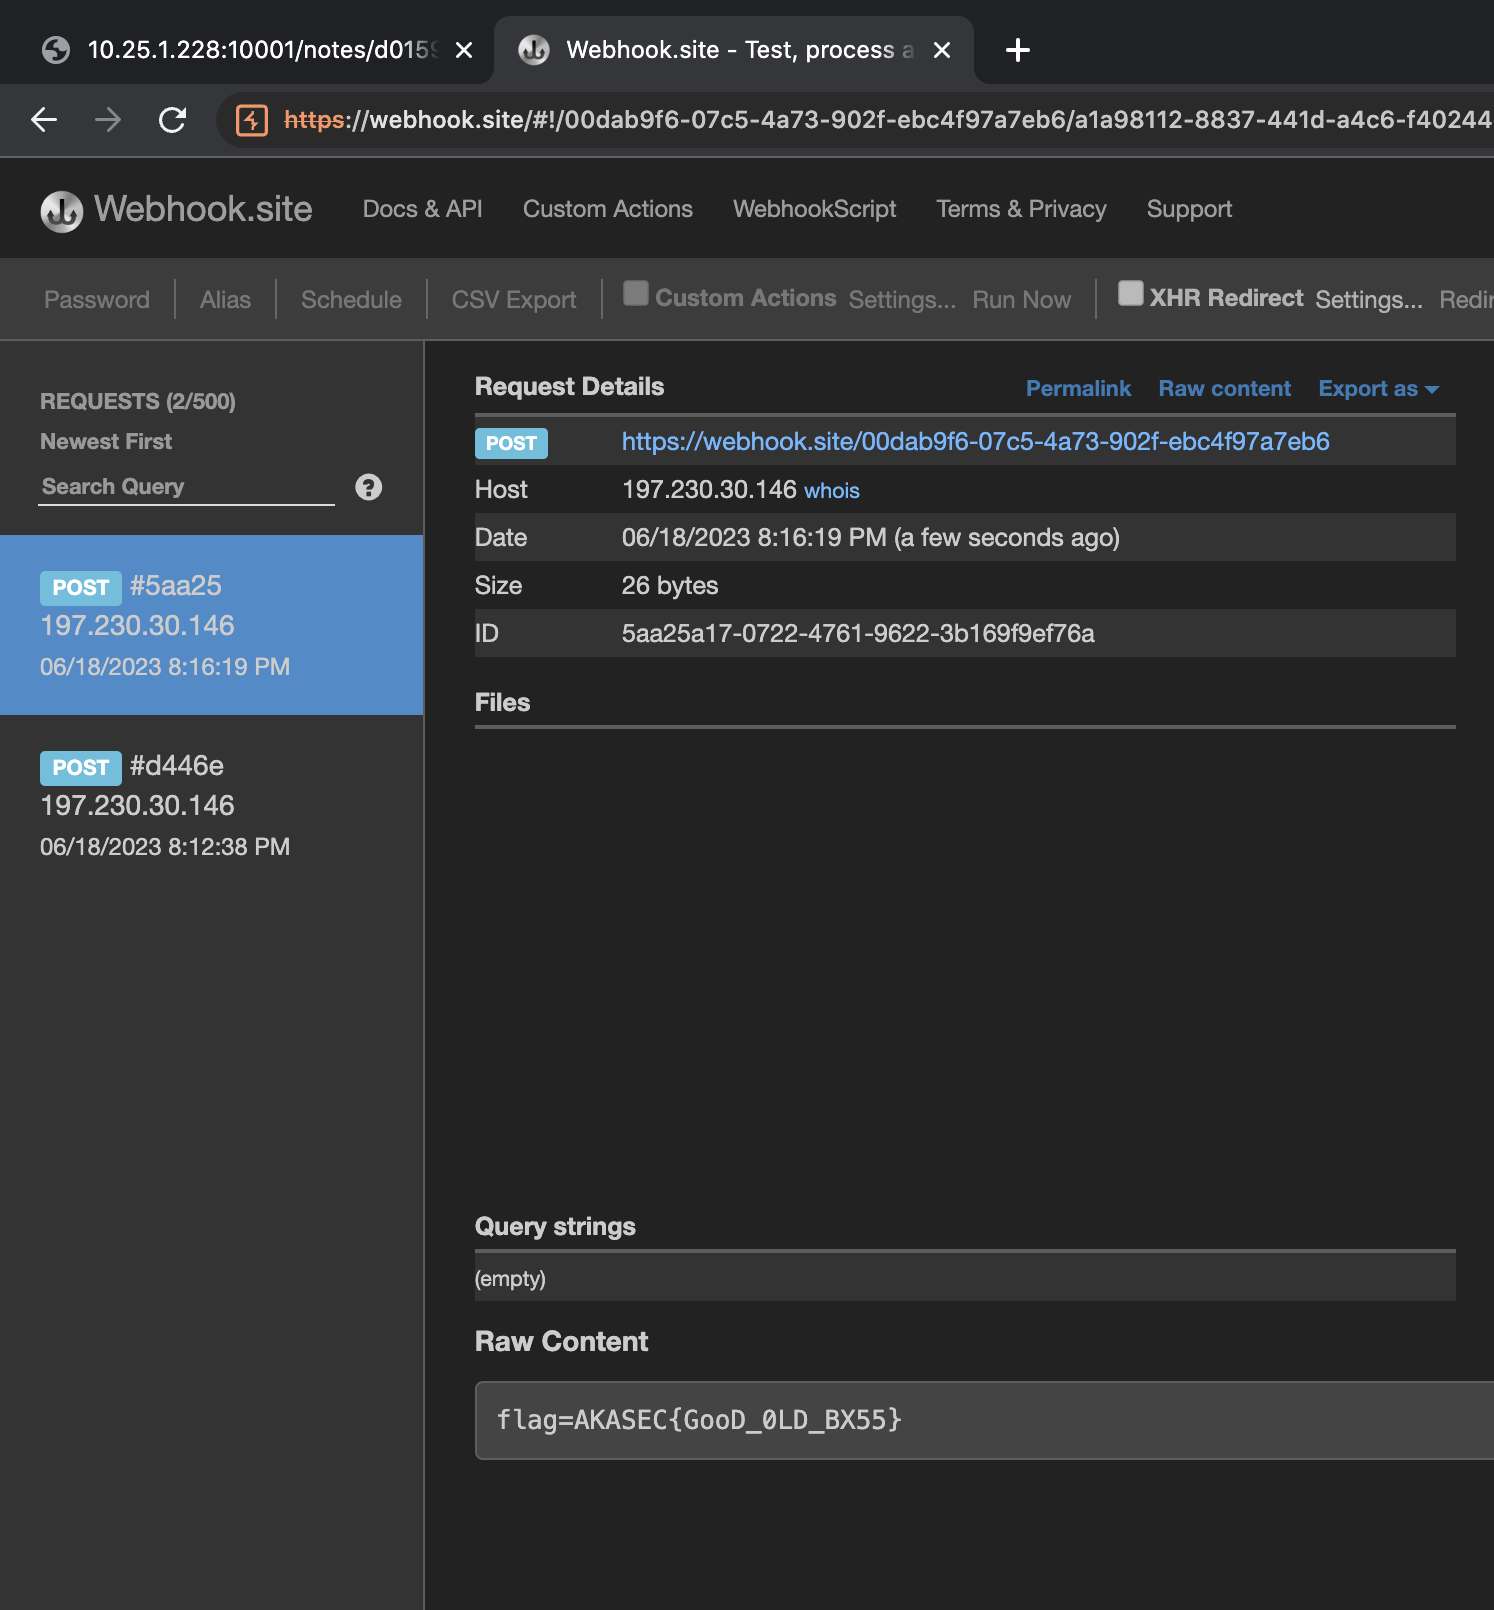 10.25.1.228:10001/notes/d0159
Webhook.site - Test, process a
https://webhook.site/#!/00dab9f6-07c5-4a73-902f-ebc4f97a7eb6/a1a98112-8837-441d-a4c6-f40244
Webhook.site Docs & API Custom Actions WebhookScript Terms & Privacy Support
Password Alias Schedule CSV Export Custom Actions Settings... Run Now XHR Redirect Settings... Redir
REQUESTS (2/500)
Newest First
Search Query ?
POST #5aa25
197.230.30.146
06/18/2023 8:16:19 PM
POST #d446e
197.230.30.146
06/18/2023 8:12:38 PM
Request Details Permalink Raw content Export as
POST https://webhook.site/00dab9f6-07c5-4a73-902f-ebc4f97a7eb6
Host 197.230.30.146 whois
Date 06/18/2023 8:16:19 PM (a few seconds ago)
Size 26 bytes
ID 5aa25a17-0722-4761-9622-3b169f9ef76a
Files
Query strings
(empty)
Raw Content
flag=AKASEC{GooD_0LD_BX55}